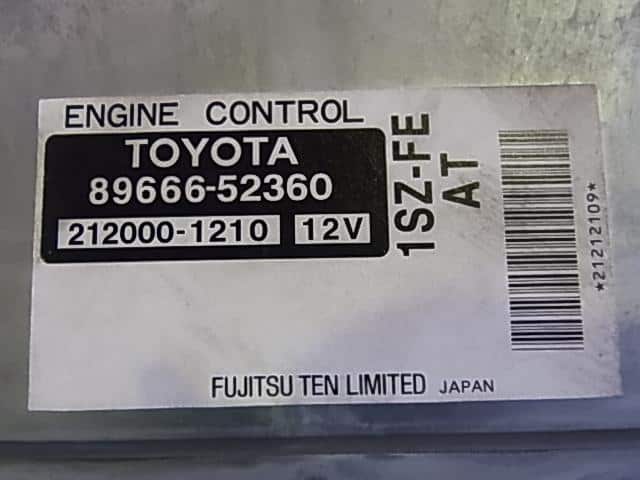 ENGINE CONTROL
TOYOTA
89666-52360
212000-1210 12V
1SZ-FE
AT
*21212109*
FUJITSU TEN LIMITED JAPAN